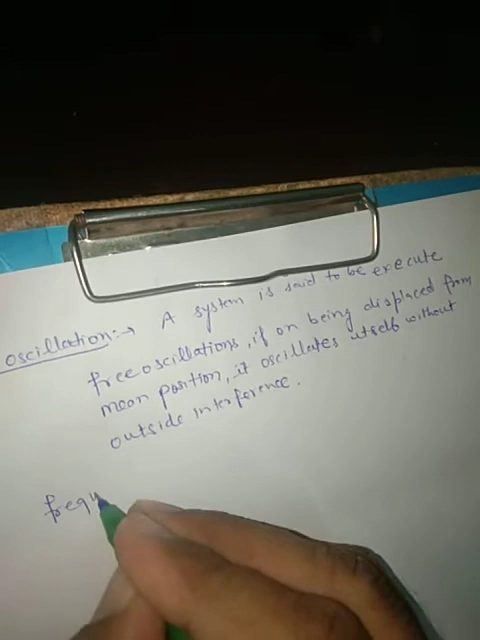 oscillation:→ A system is said to be execute
free oscillations, if on being displaced from
mean position, it oscillates itself without
outside interference.
frequ